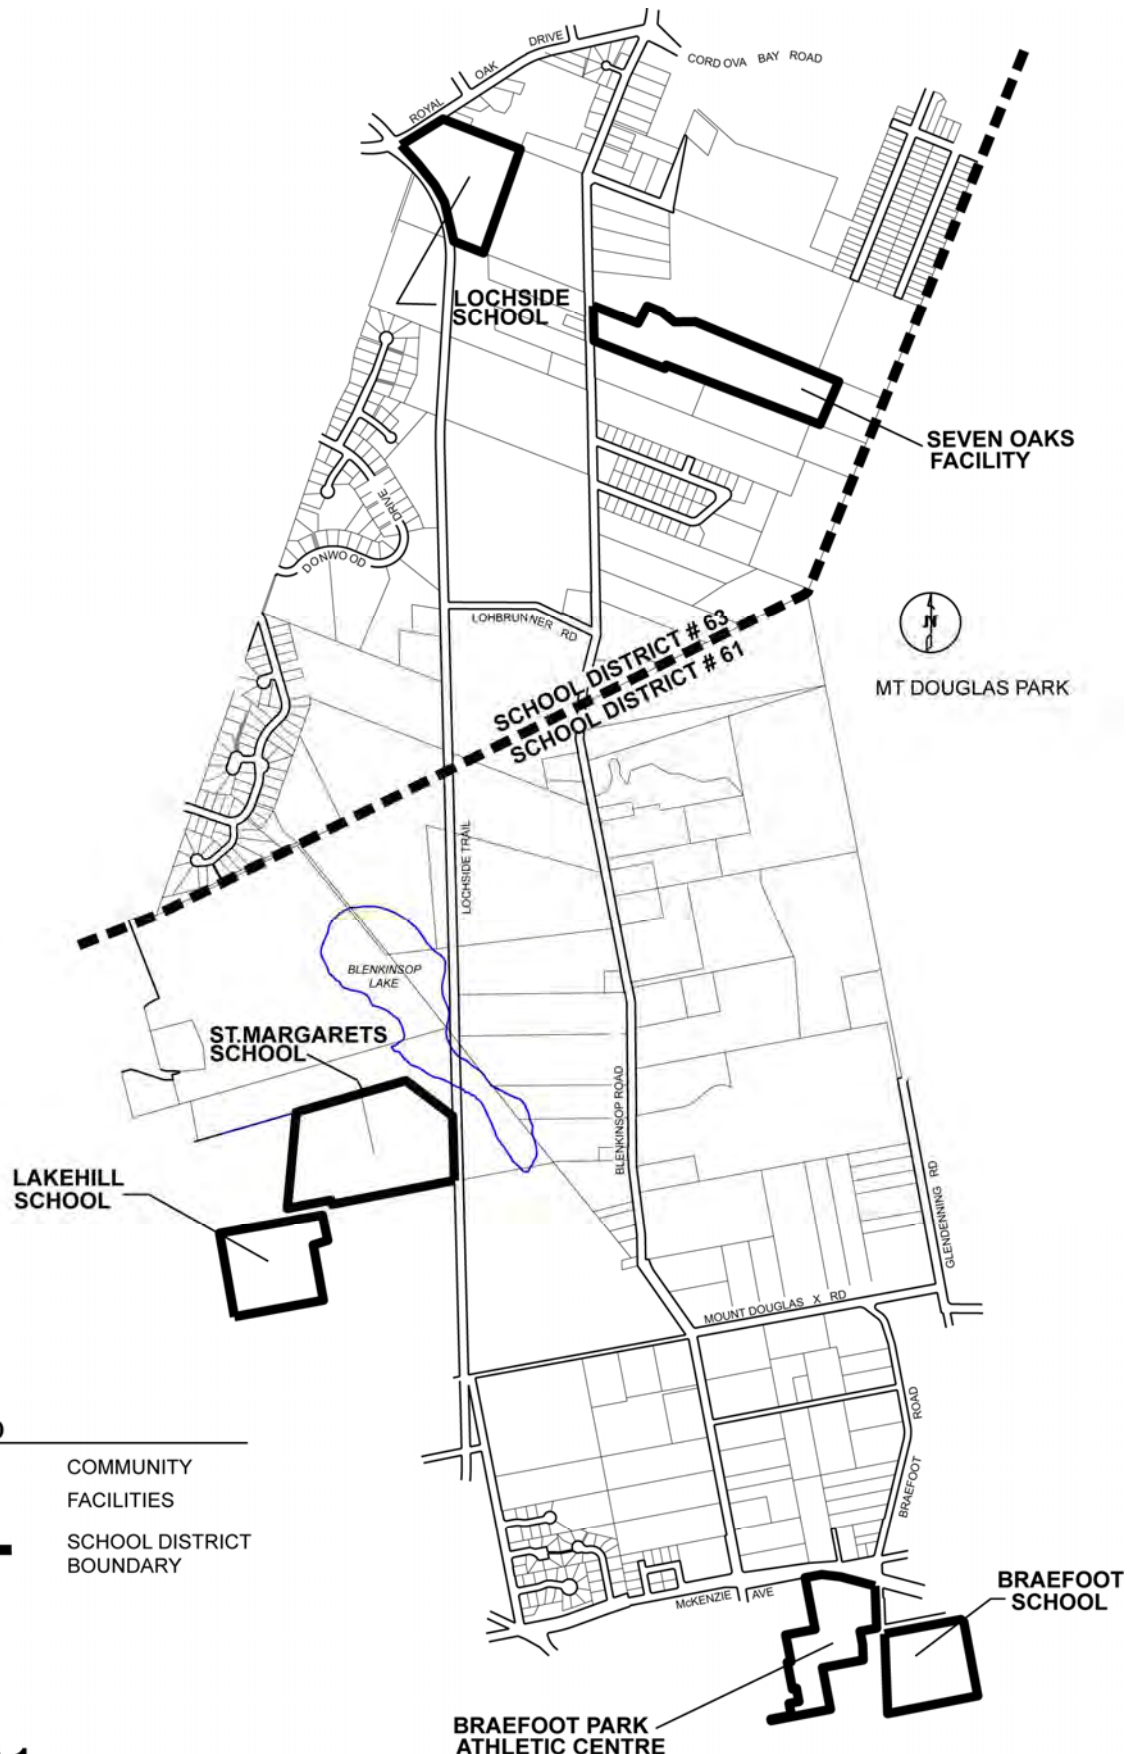 DRIVE
OAK
ROYAL
CORDOVA BAY ROAD
LOCHSIDE
SCHOOL
SEVEN OAKS
FACILITY
DRIVE
DONWOOD
LOHBRUNNER RD
SCHOOL DISTRICT # 63
SCHOOL DISTRICT # 61
N
MT DOUGLAS PARK
LOCHSIDE TRAIL
BLENKINSOP
LAKE
ST.MARGARETS
SCHOOL
BLENKINSOP ROAD
LAKEHILL
SCHOOL
GLENDENNING RD
MOUNT DOUGLAS X RD
ROAD
BRAEFOOT
COMMUNITY
FACILITIES
SCHOOL DISTRICT
BOUNDARY
McKENZIE AVE
BRAEFOOT
SCHOOL
BRAEFOOT PARK
ATHLETIC CENTRE